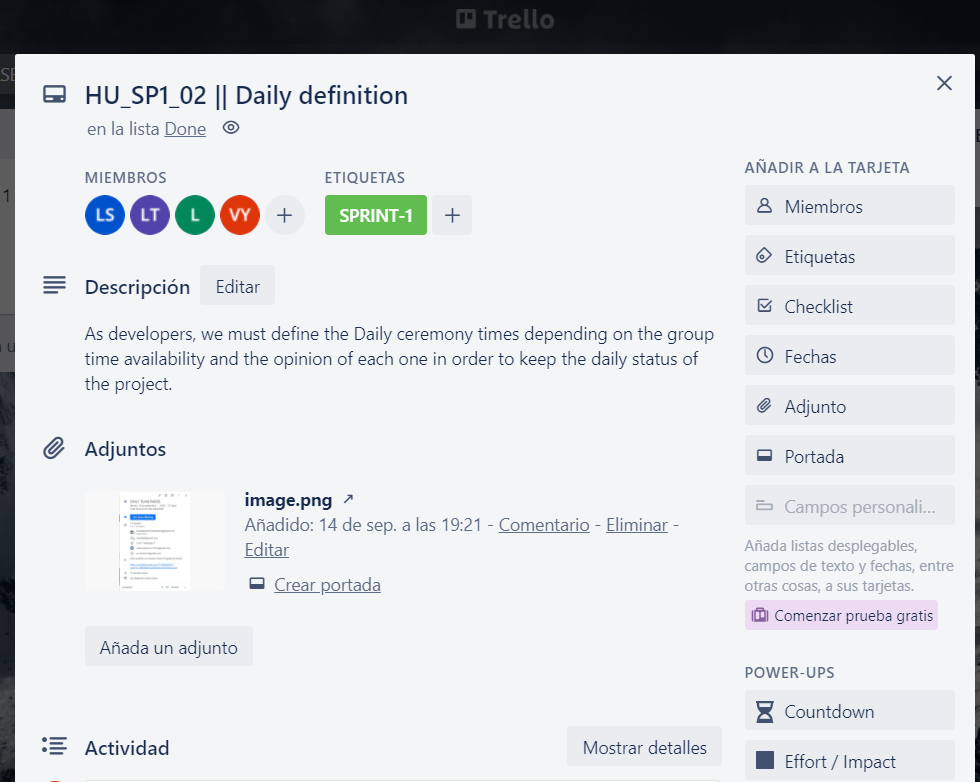 Trello
HU_SP1_02 || Daily definition
en la lista Done
MIEMBROS
ETIQUETAS
LS LT L VY +
SPRINT-1 +
Descripción Editar
As developers, we must define the Daily ceremony times depending on the group
time availability and the opinion of each one in order to keep the daily status of
the project.
Adjuntos
image.png
Añadido: 14 de sep. a las 19:21 - Comentario - Eliminar -
Editar
Crear portada
Añada un adjunto
Actividad
Mostrar detalles
AÑADIR A LA TARJETA
Miembros
Etiquetas
Checklist
Fechas
Adjunto
Portada
Campos personali...
Añada listas desplegables,
campos de texto y fechas, entre
otras cosas, a sus tarjetas.
Comenzar prueba gratis
POWER-UPS
Countdown
Effort / Impact